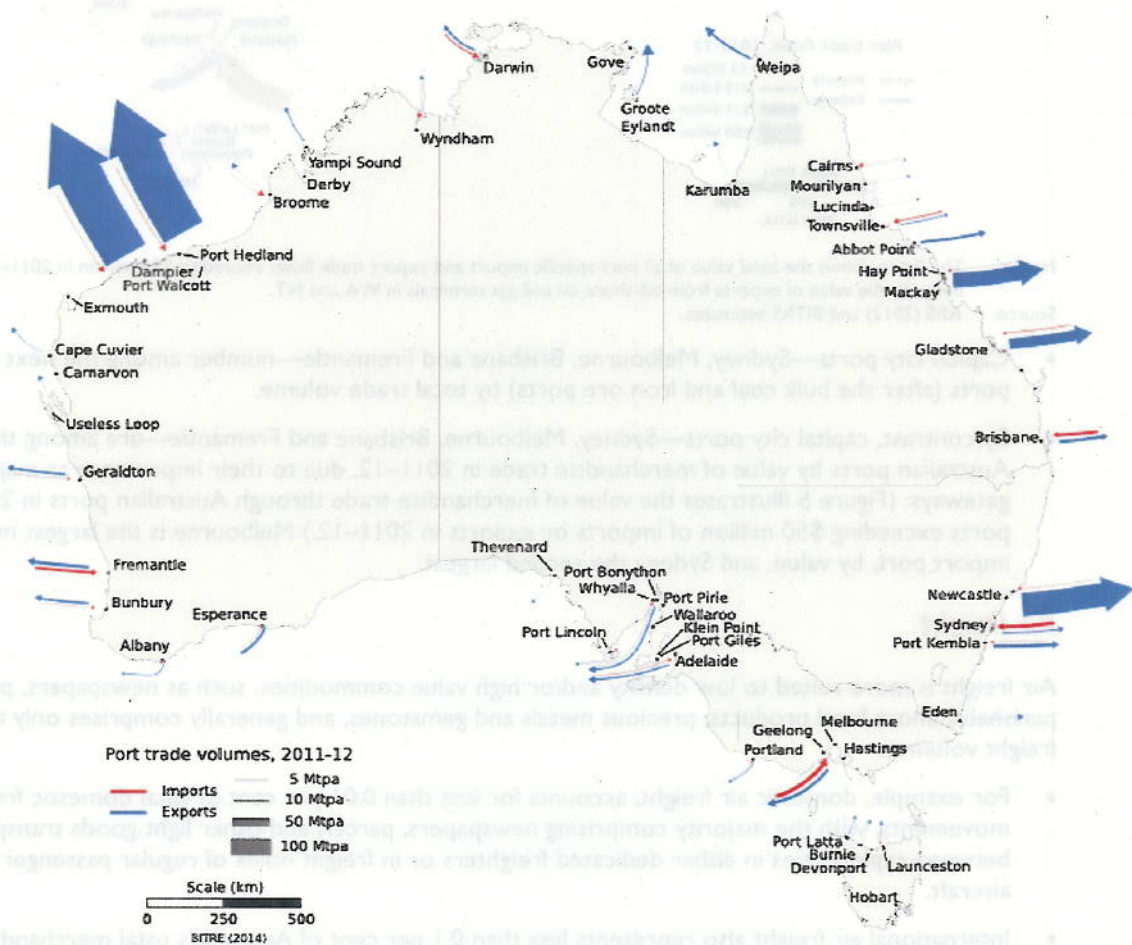 Darwin
Gove
Weipa
Groote
Eylandt
Wyndham
Yampi Sound
Derby
Broome
Karumba
Cairns
Mourilyan
Lucinda
Townsville
Abbot Point
Hay Point
Mackay
Port Hedland
Dampier /
Port Walcott
Exmouth
Gladstone
Cape Cuvier
Carnarvon
Useless Loop
Brisbane
Geraldton
Thevenard
Port Bonython
Whyalla
Port Pirie
Wallaroo
Klein Point
Port Giles
Port Lincoln
Adelaide
Fremantle
Bunbury
Esperance
Albany
Newcastle
Sydney
Port Kembla
Eden
Melbourne
Geelong
Portland
Hastings
Port Latta
Burnie
Devonport
Launceston
Hobart
Port trade volumes, 2011-12
Imports
Exports
5 Mtpa
10 Mtpa
50 Mtpa
100 Mtpa
Scale (km)
0 250 500
BITRE (2014)